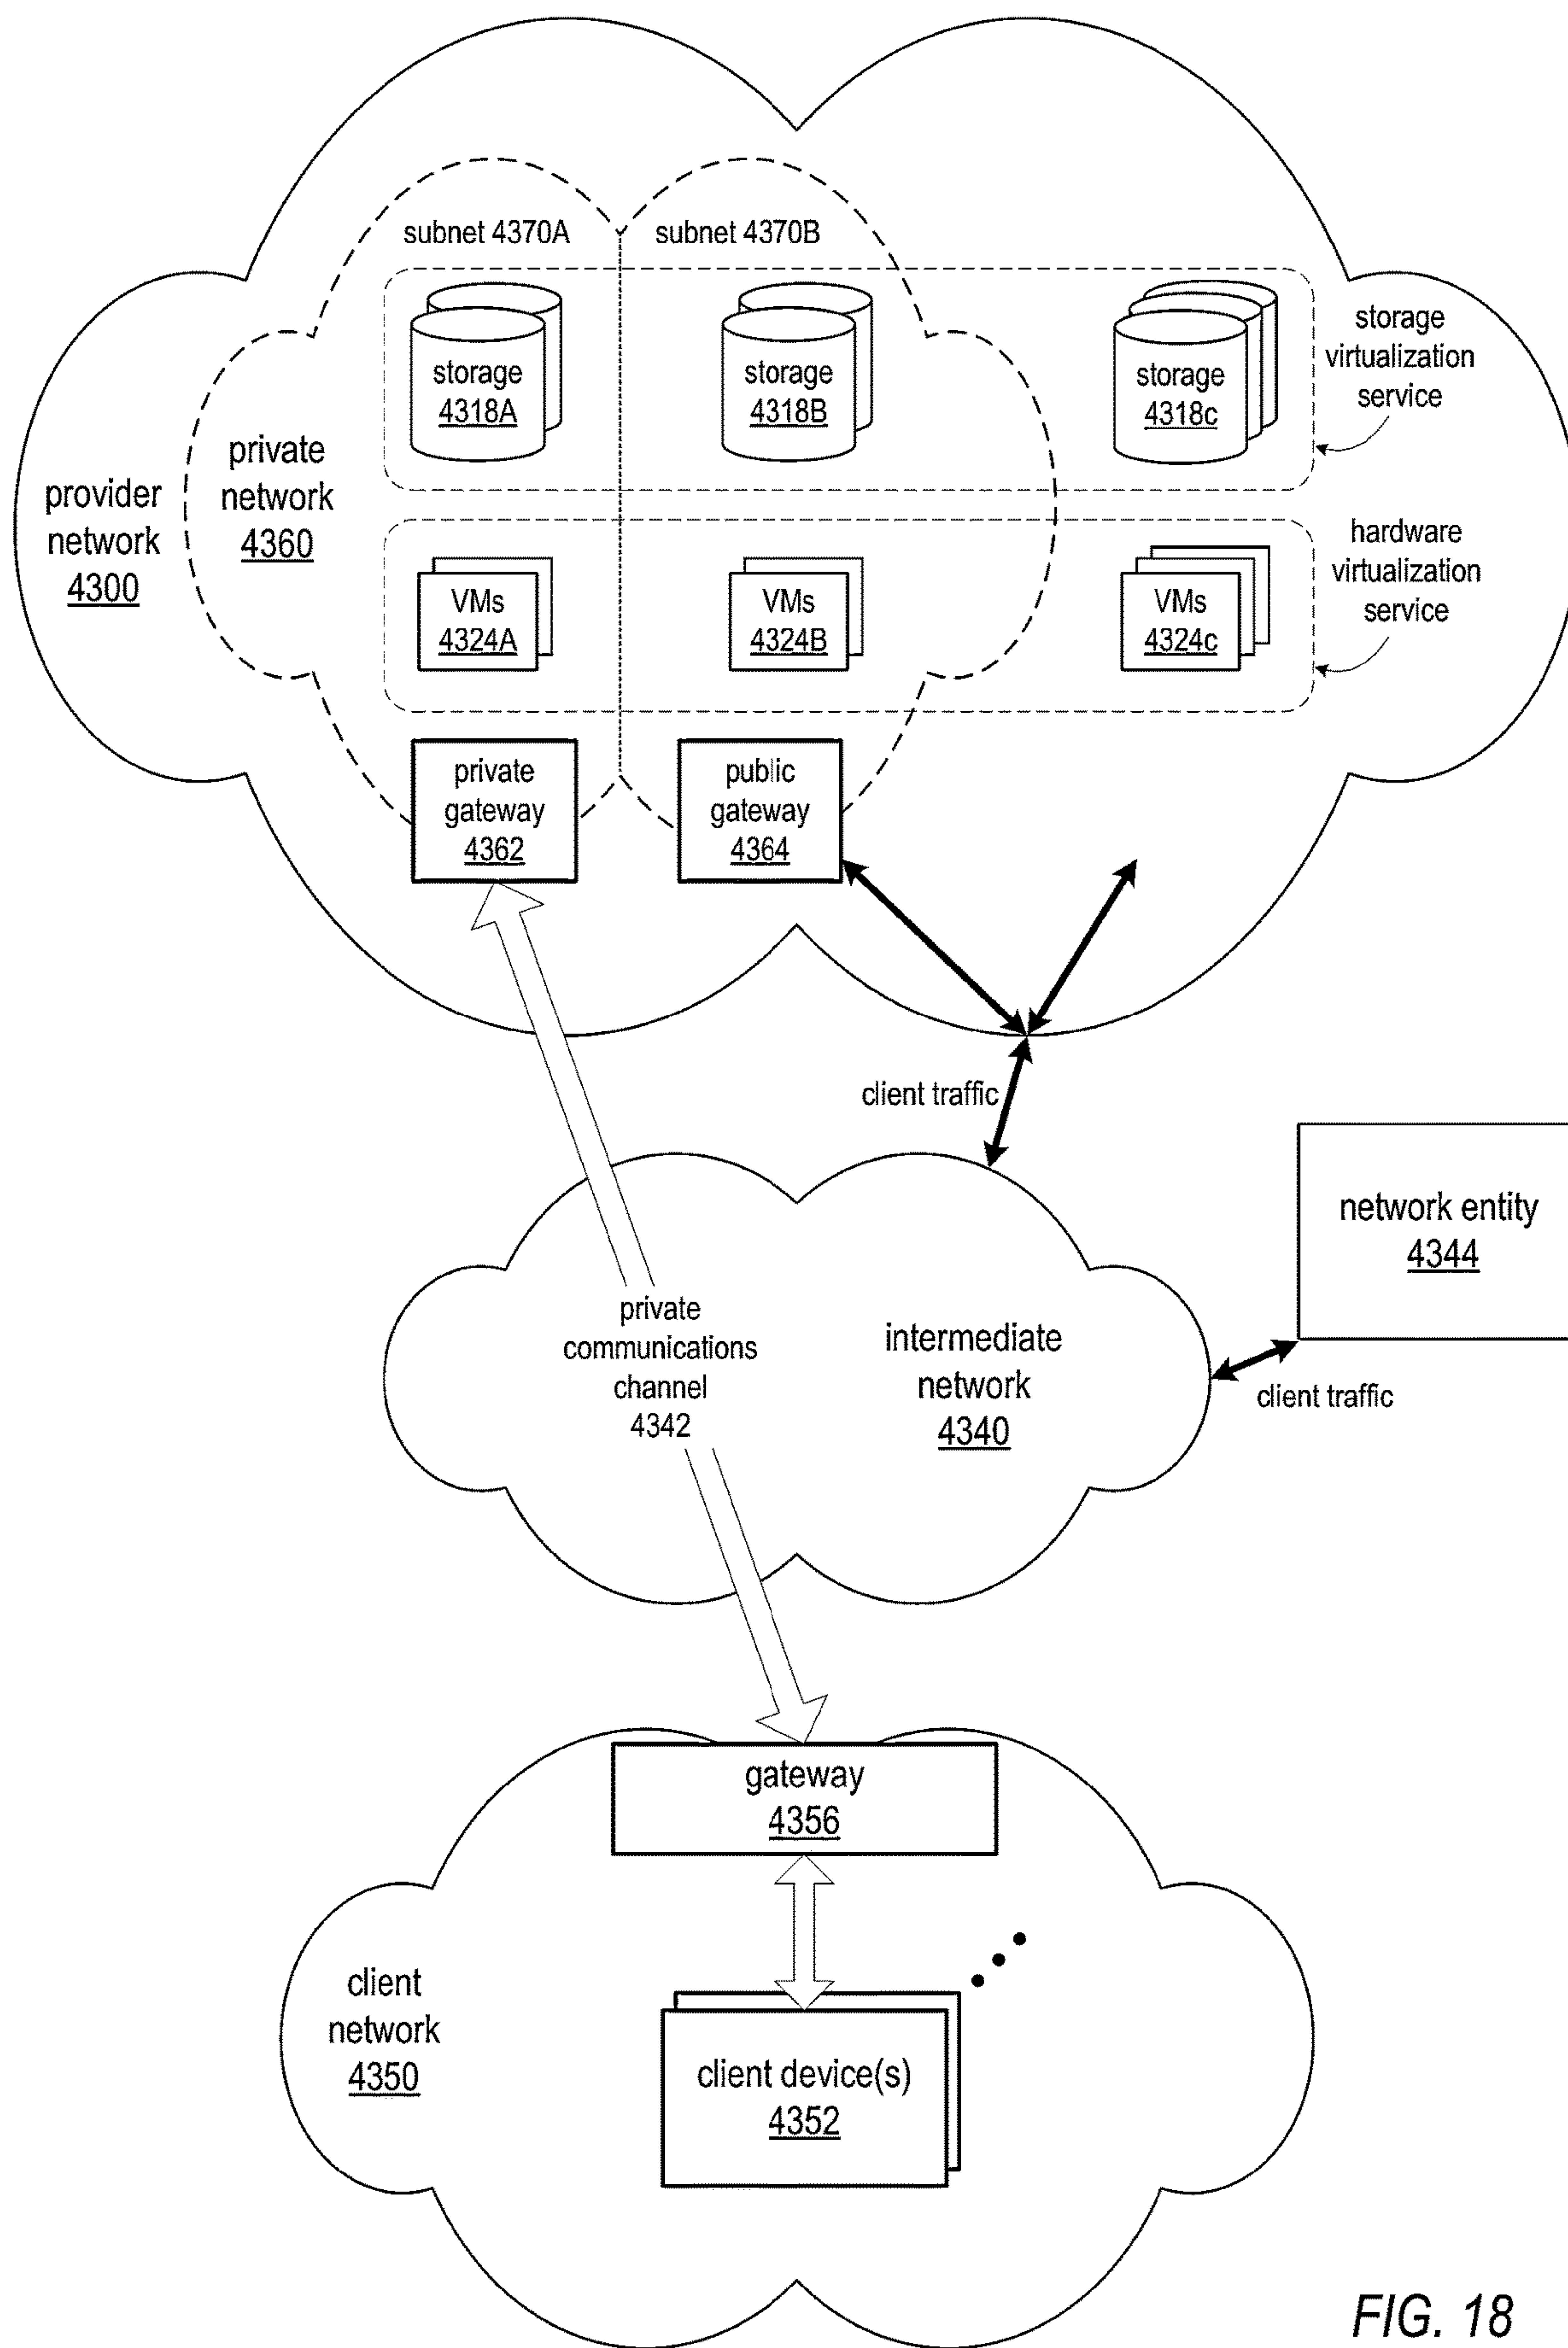 subnet 4370A
subnet 4370B
storage
4318A
storage
4318B
storage
4318c
storage
virtualization
service
provider
network
4300
private
network
4360
VMs
4324A
VMs
4324B
VMs
4324c
hardware
virtualization
service
private
gateway
4362
public
gateway
4364
client traffic
network entity
4344
client traffic
private
communications
channel
4342
intermediate
network
4340
gateway
4356
client
network
4350
client device(s)
4352
FIG. 18